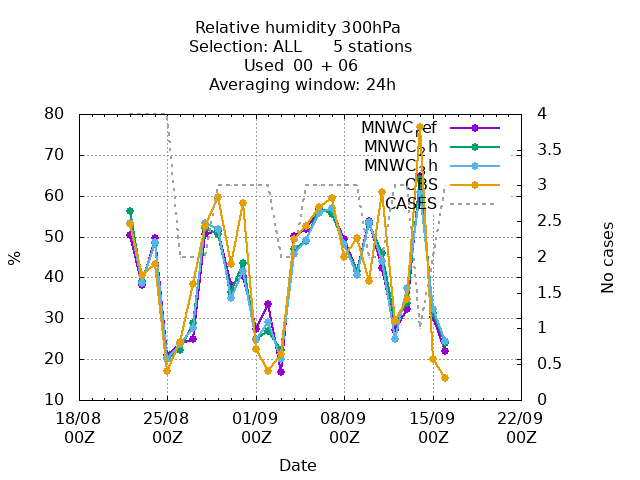 Relative humidity 300hPa
Selection: ALL 5 stations
Used 00 + 06
Averaging window: 24h
80 4
MNWC_ref
MNWC_2h
MNWC_3h
OBS
CASES
70 3.5
60 3
50 2.5
40 2
30 1.5
20 1
10 0.5
0
%
No cases
18/08 25/08 01/09 08/09 15/09 22/09
00Z 00Z 00Z 00Z 00Z 00Z
Date